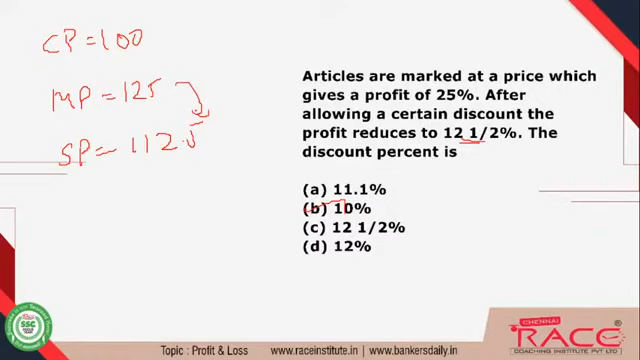 CP = 100
MP = 125
SP = 112.5
Articles are marked at a price which
gives a profit of 25%. After
allowing a certain discount the
profit reduces to 12 1/2%. The
discount percent is
(a) 11.1%
(b) 10%
(c) 12 1/2%
(d) 12%
SSC
CHENNAI
RACE
COACHING INSTITUTE PVT LTD
Topic : Profit & Loss
www.raceinstitute.in | www.bankersdaily.in